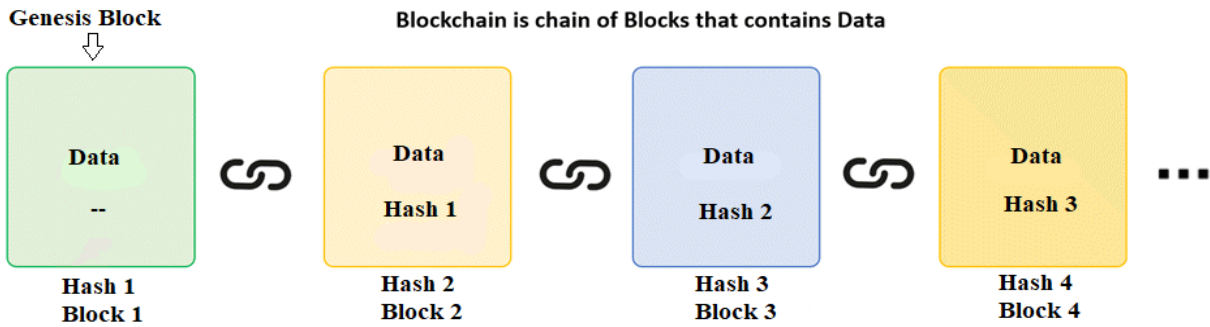 Genesis Block
Blockchain is chain of Blocks that contains Data
Data
--
Hash 1
Block 1
Data
Hash 1
Hash 2
Block 2
Data
Hash 2
Hash 3
Block 3
Data
Hash 3
Hash 4
Block 4
...